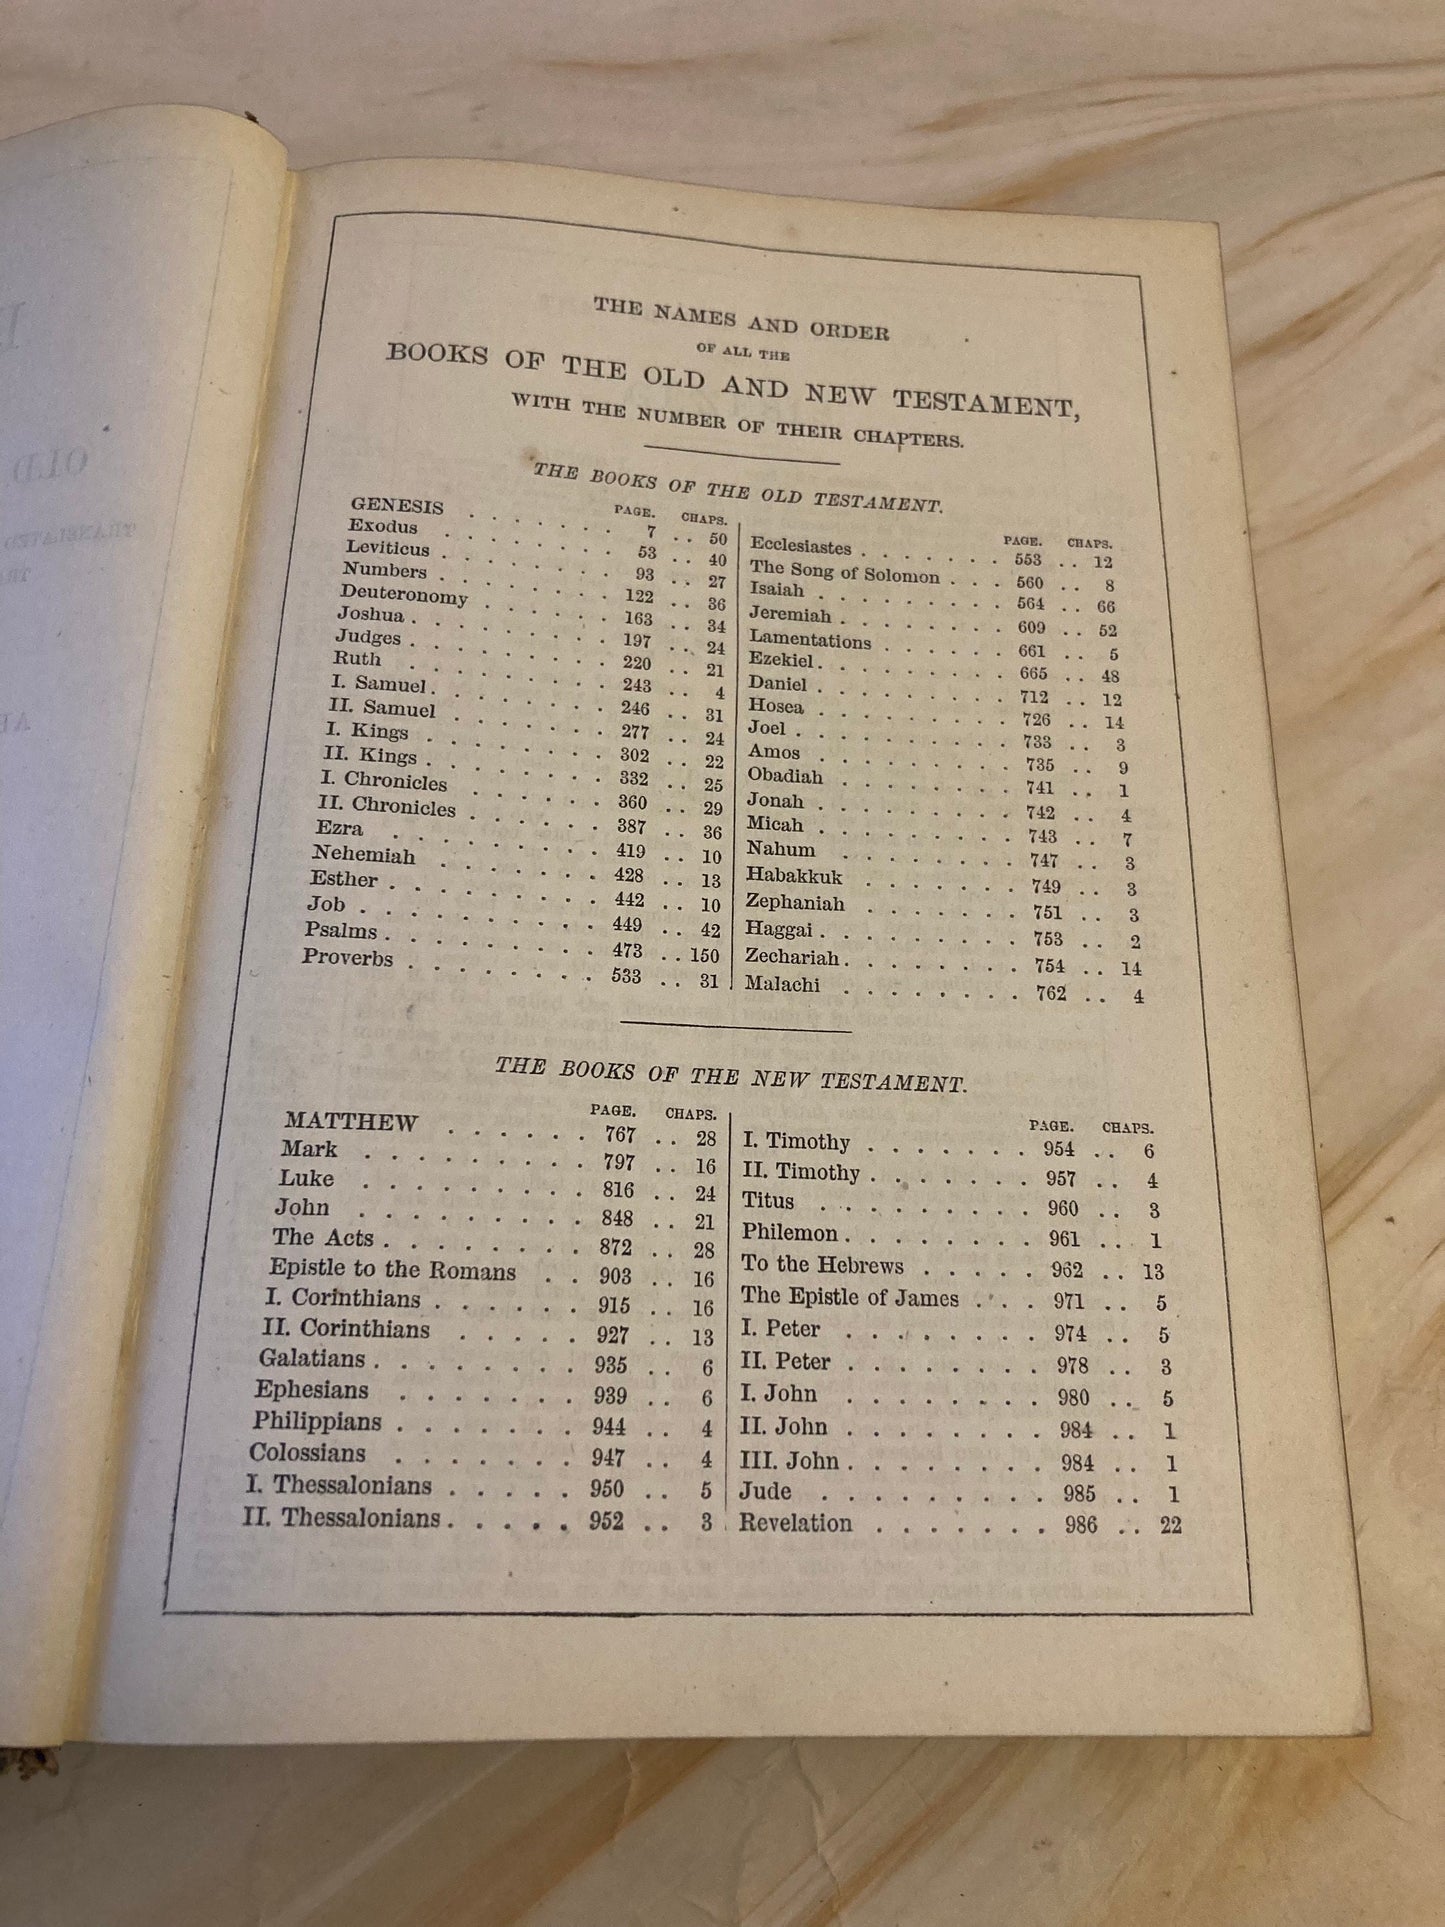 THE NAMES AND ORDER
OF ALL THE
BOOKS OF THE OLD AND NEW TESTAMENT,
WITH THE NUMBER OF THEIR CHAPTERS.
THE BOOKS OF THE OLD TESTAMENT.
PAGE. CHAPS.
GENESIS . . . . . . . 7 . . 50
Exodus . . . . . . . . 53 . . 40
Leviticus . . . . . . . . 93 . . 27
Numbers . . . . . . . 122 . . 36
Deuteronomy . . . . . . 163 . . 34
Joshua . . . . . . . . . 197 . . 24
Judges . . . . . . . . . 220 . . 21
Ruth . . . . . . . . 243 . . 4
I. Samuel . . . . . . . . 246 . . 31
II. Samuel . . . . . . . 277 . . 24
I. Kings . . . . . . . . 302 . . 22
II. Kings . . . . . . . . 332 . . 25
I. Chronicles . . . . . . 360 . . 29
II. Chronicles . . . . . . 387 . . 36
Ezra . . . . . . . . . 419 . . 10
Nehemiah . . . . . . . 428 . . 13
Esther . . . . . . . . . 442 . . 10
Job . . . . . . . . . . 449 . . 42
Psalms . . . . . . . . . 473 . . 150
Proverbs . . . . . . . . 533 . . 31
PAGE. CHAPS.
Ecclesiastes . . . . . . . 553 . . 12
The Song of Solomon . . . 560 . . 8
Isaiah . . . . . . . . . 564 . . 66
Jeremiah . . . . . . . . 609 . . 52
Lamentations . . . . . . 661 . . 5
Ezekiel . . . . . . . . . 665 . . 48
Daniel . . . . . . . . . 712 . . 12
Hosea . . . . . . . . . 726 . . 14
Joel . . . . . . . . . . 733 . . 3
Amos . . . . . . . . . 735 . . 9
Obadiah . . . . . . . . 741 . . 1
Jonah . . . . . . . . . 742 . . 4
Micah . . . . . . . . . 743 . . 7
Nahum . . . . . . . . 747 . . 3
Habakkuk . . . . . . . 749 . . 3
Zephaniah . . . . . . . 751 . . 3
Haggai . . . . . . . . . 753 . . 2
Zechariah . . . . . . . . 754 . . 14
Malachi . . . . . . . . 762 . . 4
THE BOOKS OF THE NEW TESTAMENT.
PAGE. CHAPS.
MATTHEW . . . . . . 767 . . 28
Mark . . . . . . . . . 797 . . 16
Luke . . . . . . . . . 816 . . 24
John . . . . . . . . . 848 . . 21
The Acts . . . . . . . . 872 . . 28
Epistle to the Romans . . 903 . . 16
I. Corinthians . . . . . . 915 . . 16
II. Corinthians . . . . . 927 . . 13
Galatians . . . . . . . . 935 . . 6
Ephesians . . . . . . . 939 . . 6
Philippians . . . . . . . 944 . . 4
Colossians . . . . . . . 947 . . 4
I. Thessalonians . . . . . 950 . . 5
II. Thessalonians . . . . . 952 . . 3
PAGE. CHAPS.
I. Timothy . . . . . . . 954 . . 6
II. Timothy . . . . . . . 957 . . 4
Titus . . . . . . . . . 960 . . 3
Philemon . . . . . . . . 961 . . 1
To the Hebrews . . . . . 962 . . 13
The Epistle of James . . . 971 . . 5
I. Peter . . . . . . . . 974 . . 5
II. Peter . . . . . . . . 978 . . 3
I. John . . . . . . . . 980 . . 5
II. John . . . . . . . . 984 . . 1
III. John . . . . . . . . 984 . . 1
Jude . . . . . . . . . 985 . . 1
Revelation . . . . . . . 986 . . 22